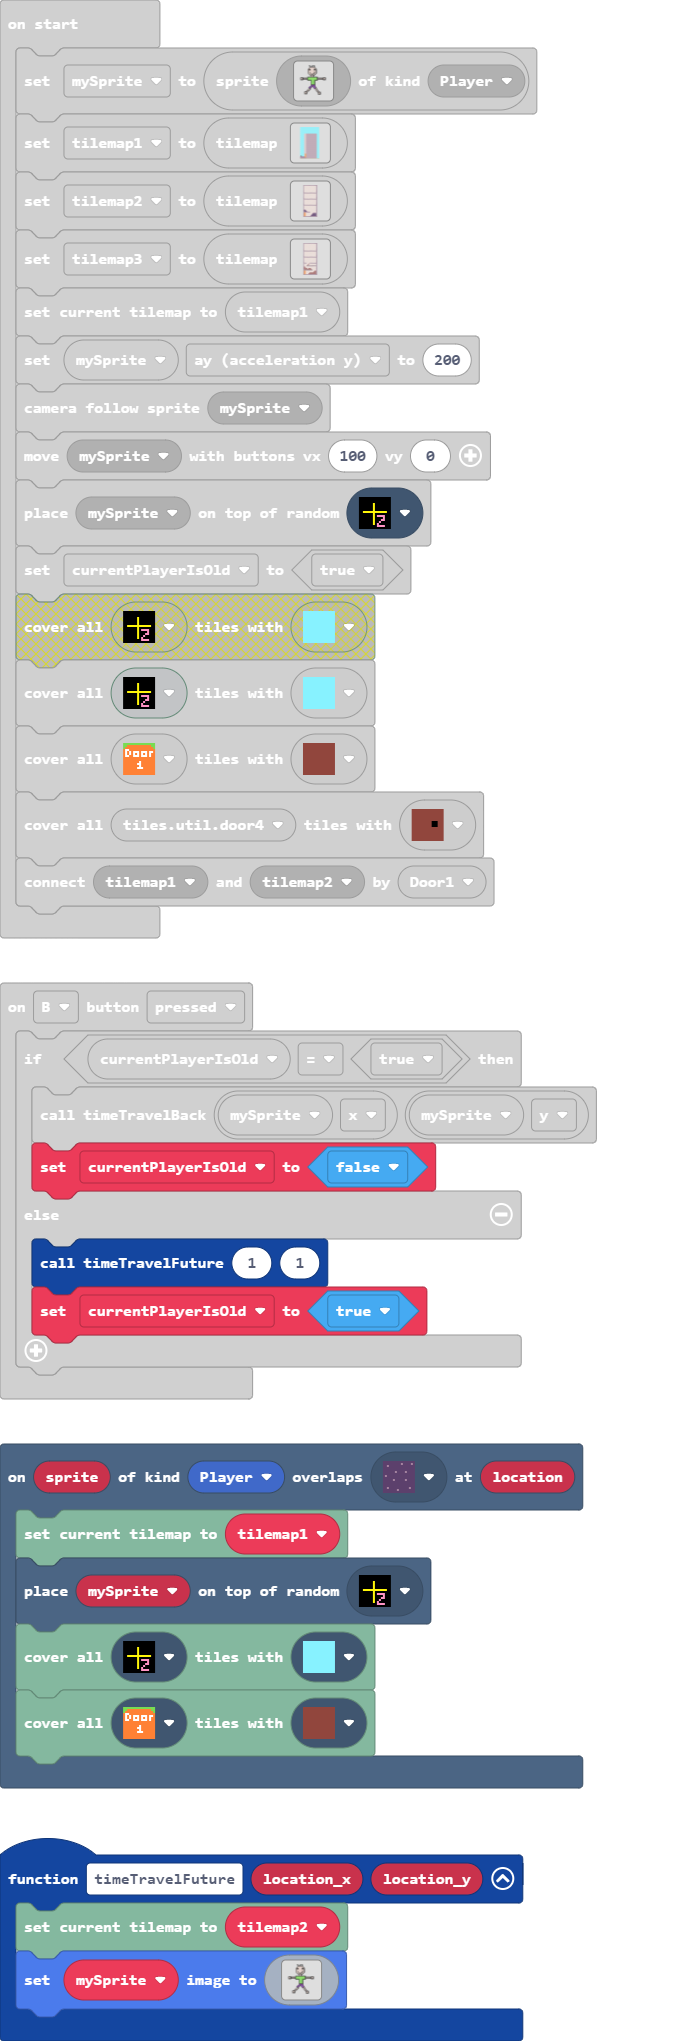 on start
set mySprite to sprite of kind Player
set tilemap1 to tilemap
set tilemap2 to tilemap
set tilemap3 to tilemap
set current tilemap to tilemap1
set mySprite ay (acceleration y) to 200
camera follow sprite mySprite
move mySprite with buttons vx 100 vy 0
place mySprite on top of random 2
set currentPlayerIsOld to true
cover all 2 tiles with
cover all 2 tiles with
cover all Door 1 tiles with
cover all tiles.util.door4 tiles with
connect tilemap1 and tilemap2 by Door1
on B button pressed
if currentPlayerIsOld = true then
call timeTravelBack mySprite x mySprite y
set currentPlayerIsOld to false
else
call timeTravelFuture 1 1
set currentPlayerIsOld to true
on sprite of kind Player overlaps at location
set current tilemap to tilemap1
place mySprite on top of random 2
cover all 2 tiles with
cover all Door 1 tiles with
function timeTravelFuture location_x location_y
set current tilemap to tilemap2
set mySprite image to